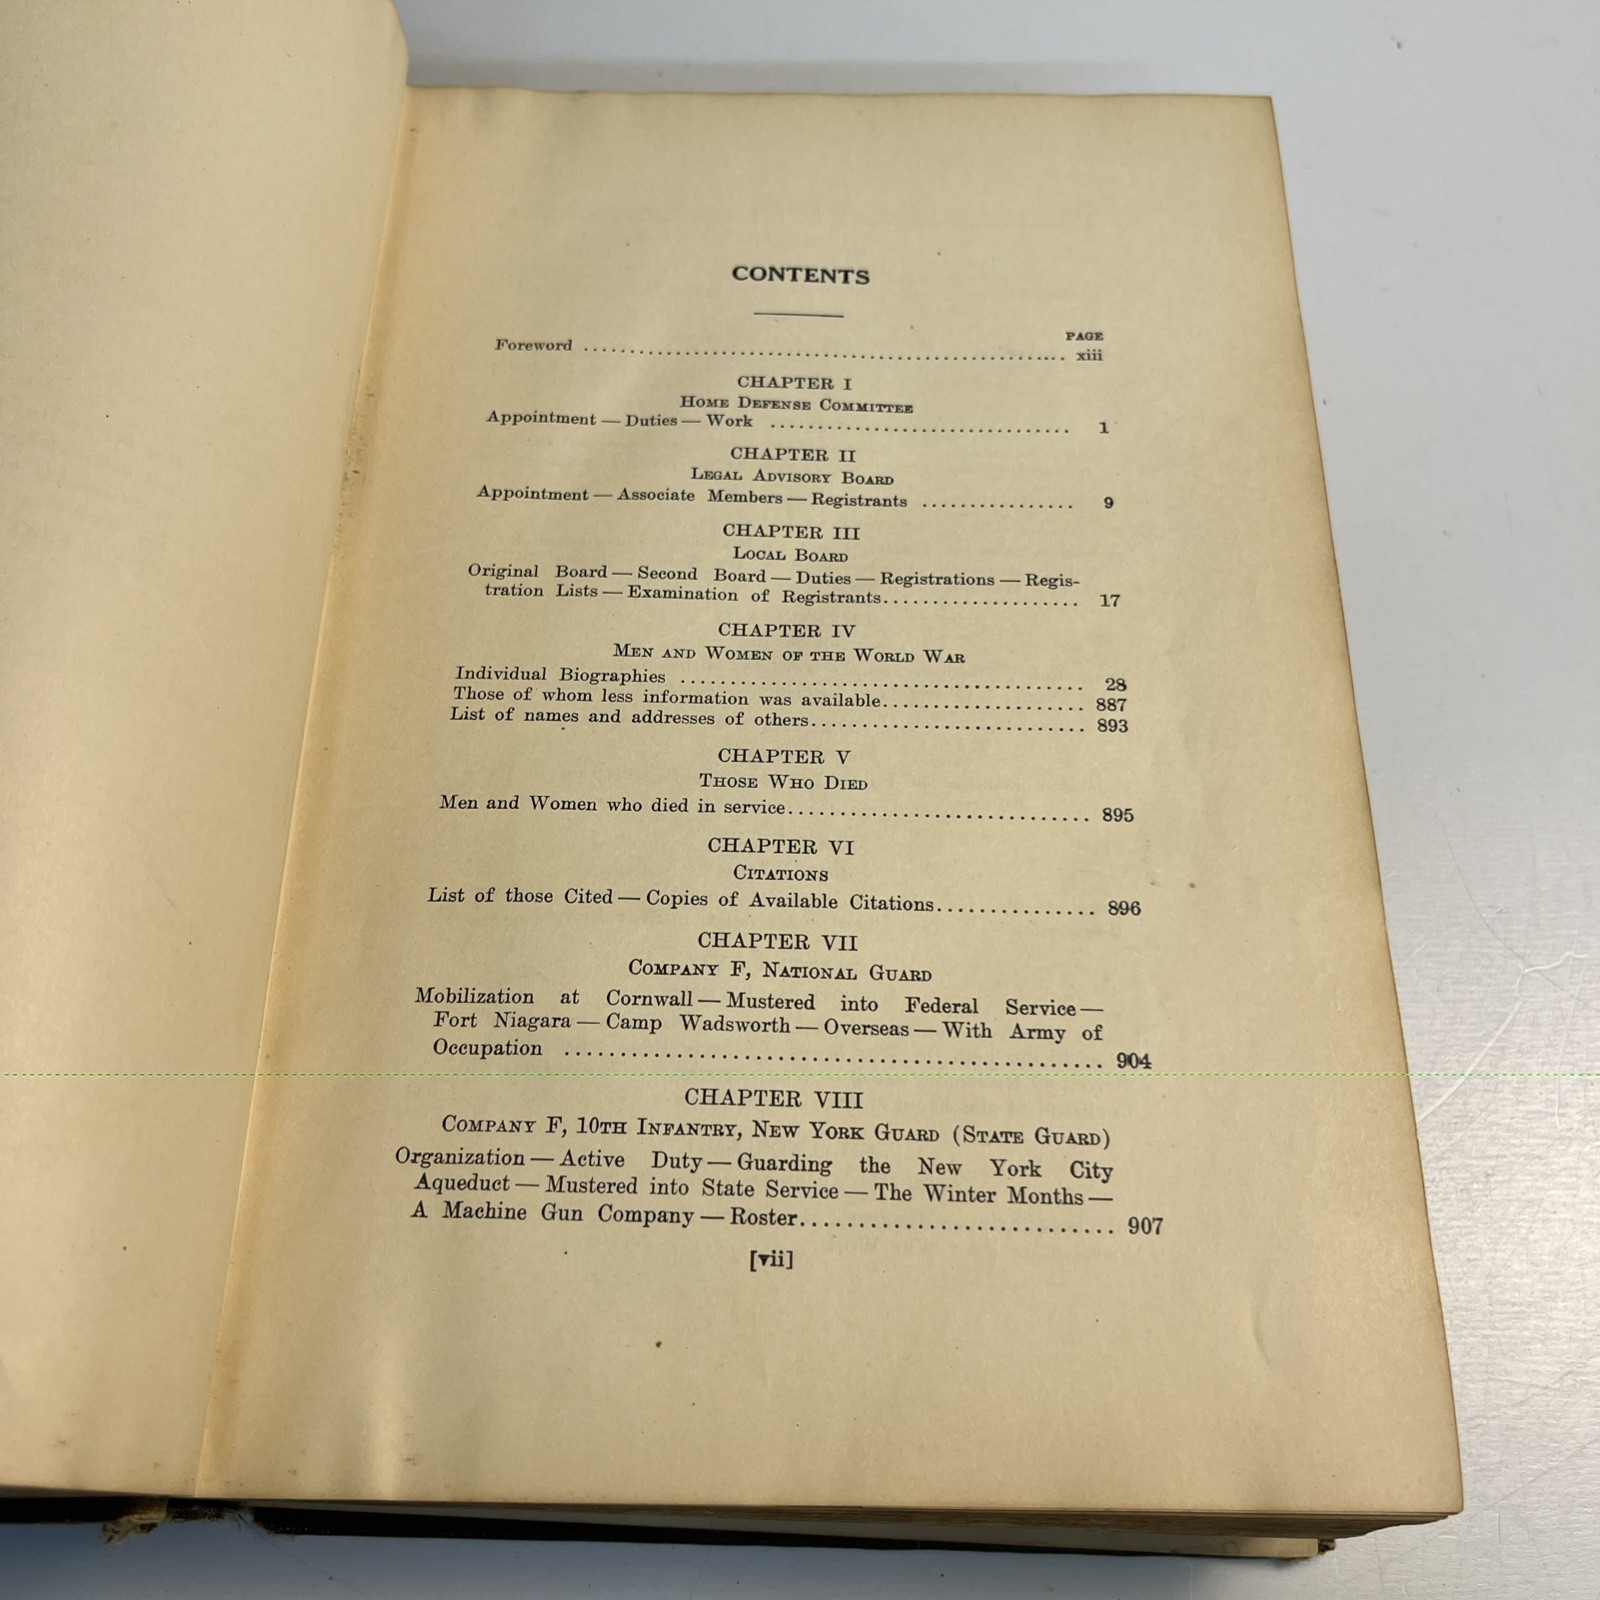 CONTENTS
PAGE
Foreword ........................................................ xiii
CHAPTER I
HOME DEFENSE COMMITTEE
Appointment — Duties — Work ................................ 1
CHAPTER II
LEGAL ADVISORY BOARD
Appointment — Associate Members — Registrants ................ 9
CHAPTER III
LOCAL BOARD
Original Board — Second Board — Duties — Registrations — Regis-
tration Lists — Examination of Registrants.................... 17
CHAPTER IV
MEN AND WOMEN OF THE WORLD WAR
Individual Biographies ........................................ 28
Those of whom less information was available.................... 887
List of names and addresses of others........................... 893
CHAPTER V
THOSE WHO DIED
Men and Women who died in service.............................. 895
CHAPTER VI
CITATIONS
List of those Cited — Copies of Available Citations............... 896
CHAPTER VII
COMPANY F, NATIONAL GUARD
Mobilization at Cornwall — Mustered into Federal Service —
Fort Niagara — Camp Wadsworth — Overseas — With Army of
Occupation .................................................. 904
CHAPTER VIII
COMPANY F, 10TH INFANTRY, NEW YORK GUARD (STATE GUARD)
Organization — Active Duty — Guarding the New York City
Aqueduct — Mustered into State Service — The Winter Months —
A Machine Gun Company — Roster........................... 907
[vii]